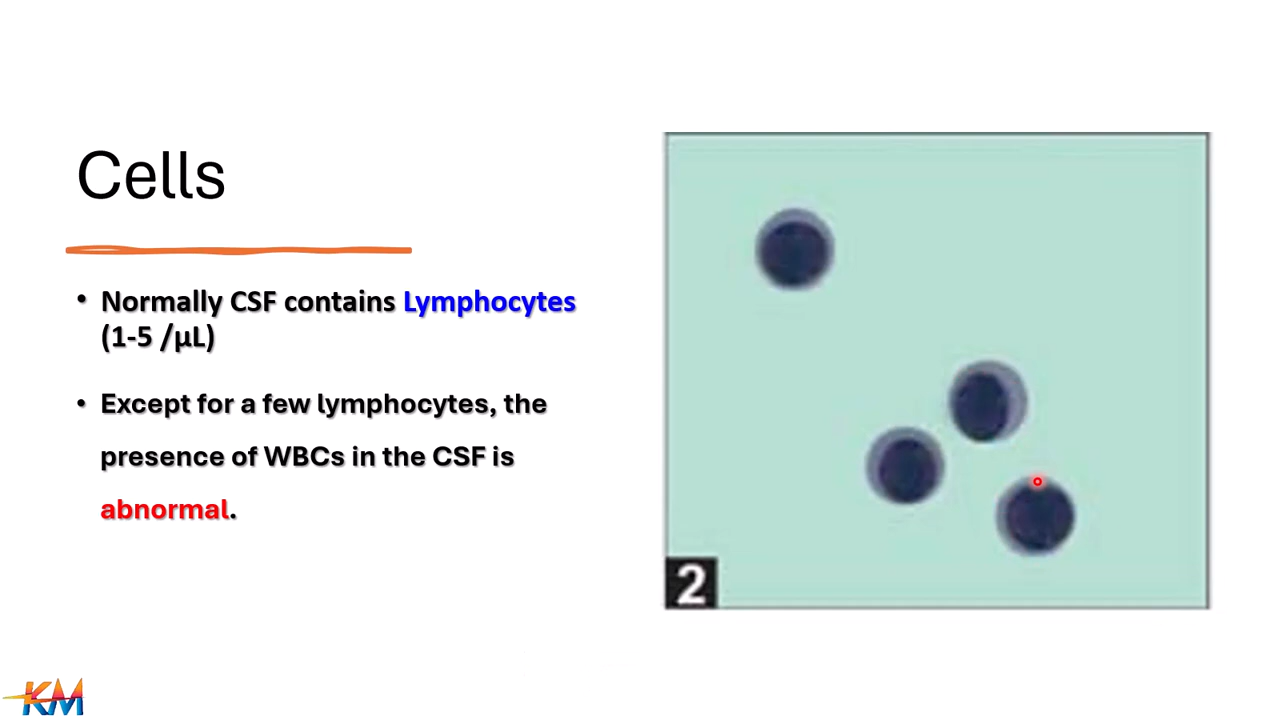 Cells
• Normally CSF contains Lymphocytes
(1-5 /µL)
• Except for a few lymphocytes, the
presence of WBCs in the CSF is
abnormal.
2
KM